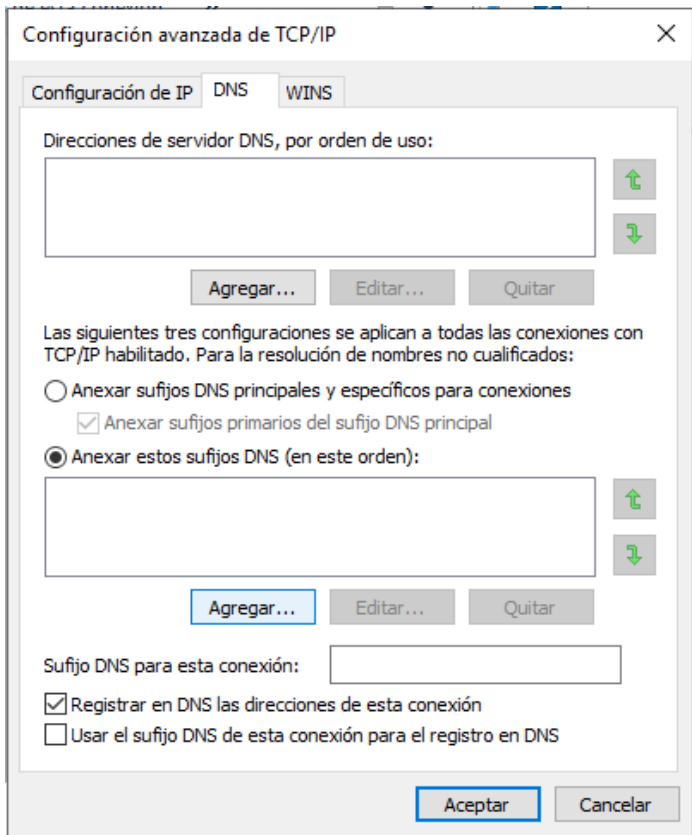 de esta conexión
Configuración avanzada de TCP/IP
Configuración de IP DNS WINS
Direcciones de servidor DNS, por orden de uso:
Agregar... Editar... Quitar
Las siguientes tres configuraciones se aplican a todas las conexiones con
TCP/IP habilitado. Para la resolución de nombres no cualificados:
Anexar sufijos DNS principales y específicos para conexiones
Anexar sufijos primarios del sufijo DNS principal
Anexar estos sufijos DNS (en este orden):
Agregar... Editar... Quitar
Sufijo DNS para esta conexión:
Registrar en DNS las direcciones de esta conexión
Usar el sufijo DNS de esta conexión para el registro en DNS
Aceptar Cancelar